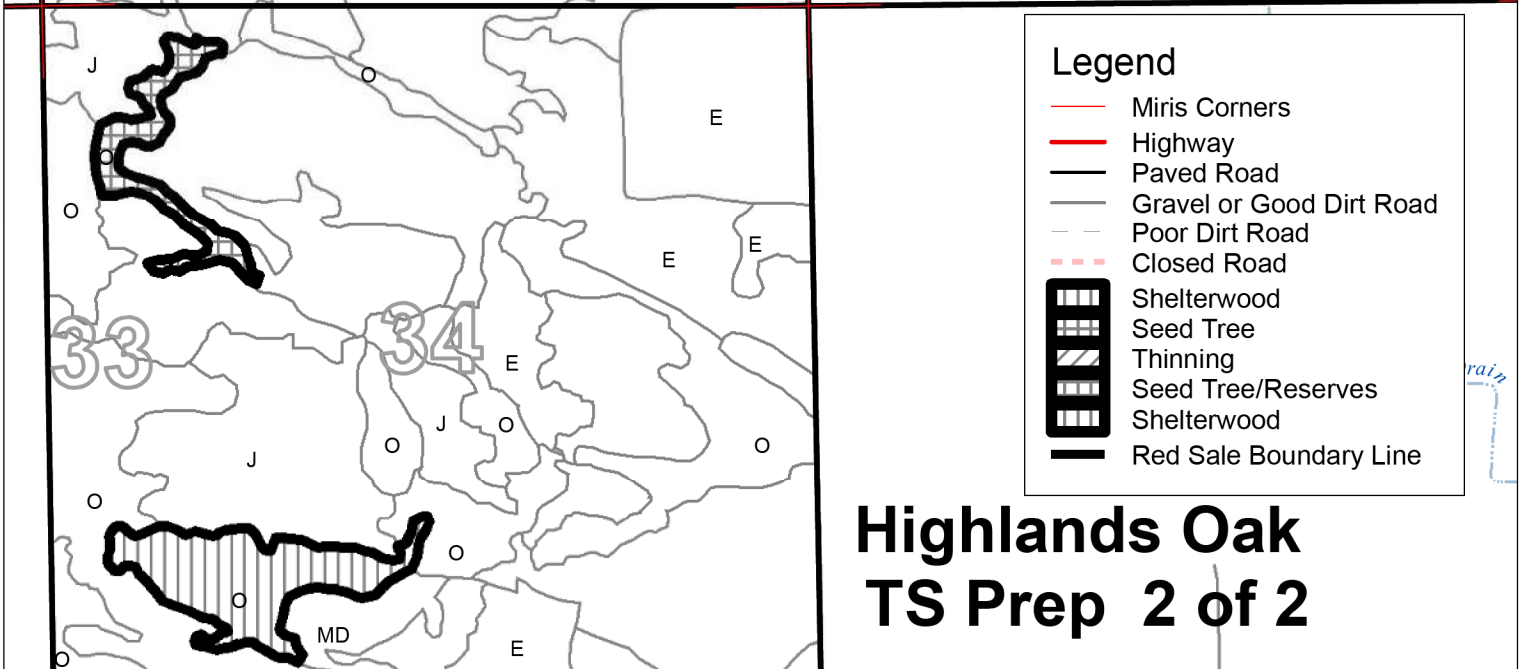 J
O
E
O
O
E
E
33
34
E
J
O
O
O
J
O
O
O
MD
E
O
Legend
Miris Corners
Highway
Paved Road
Gravel or Good Dirt Road
Poor Dirt Road
Closed Road
Shelterwood
Seed Tree
Thinning
Seed Tree/Reserves
Shelterwood
Red Sale Boundary Line
rain
Highlands Oak
TS Prep 2 of 2